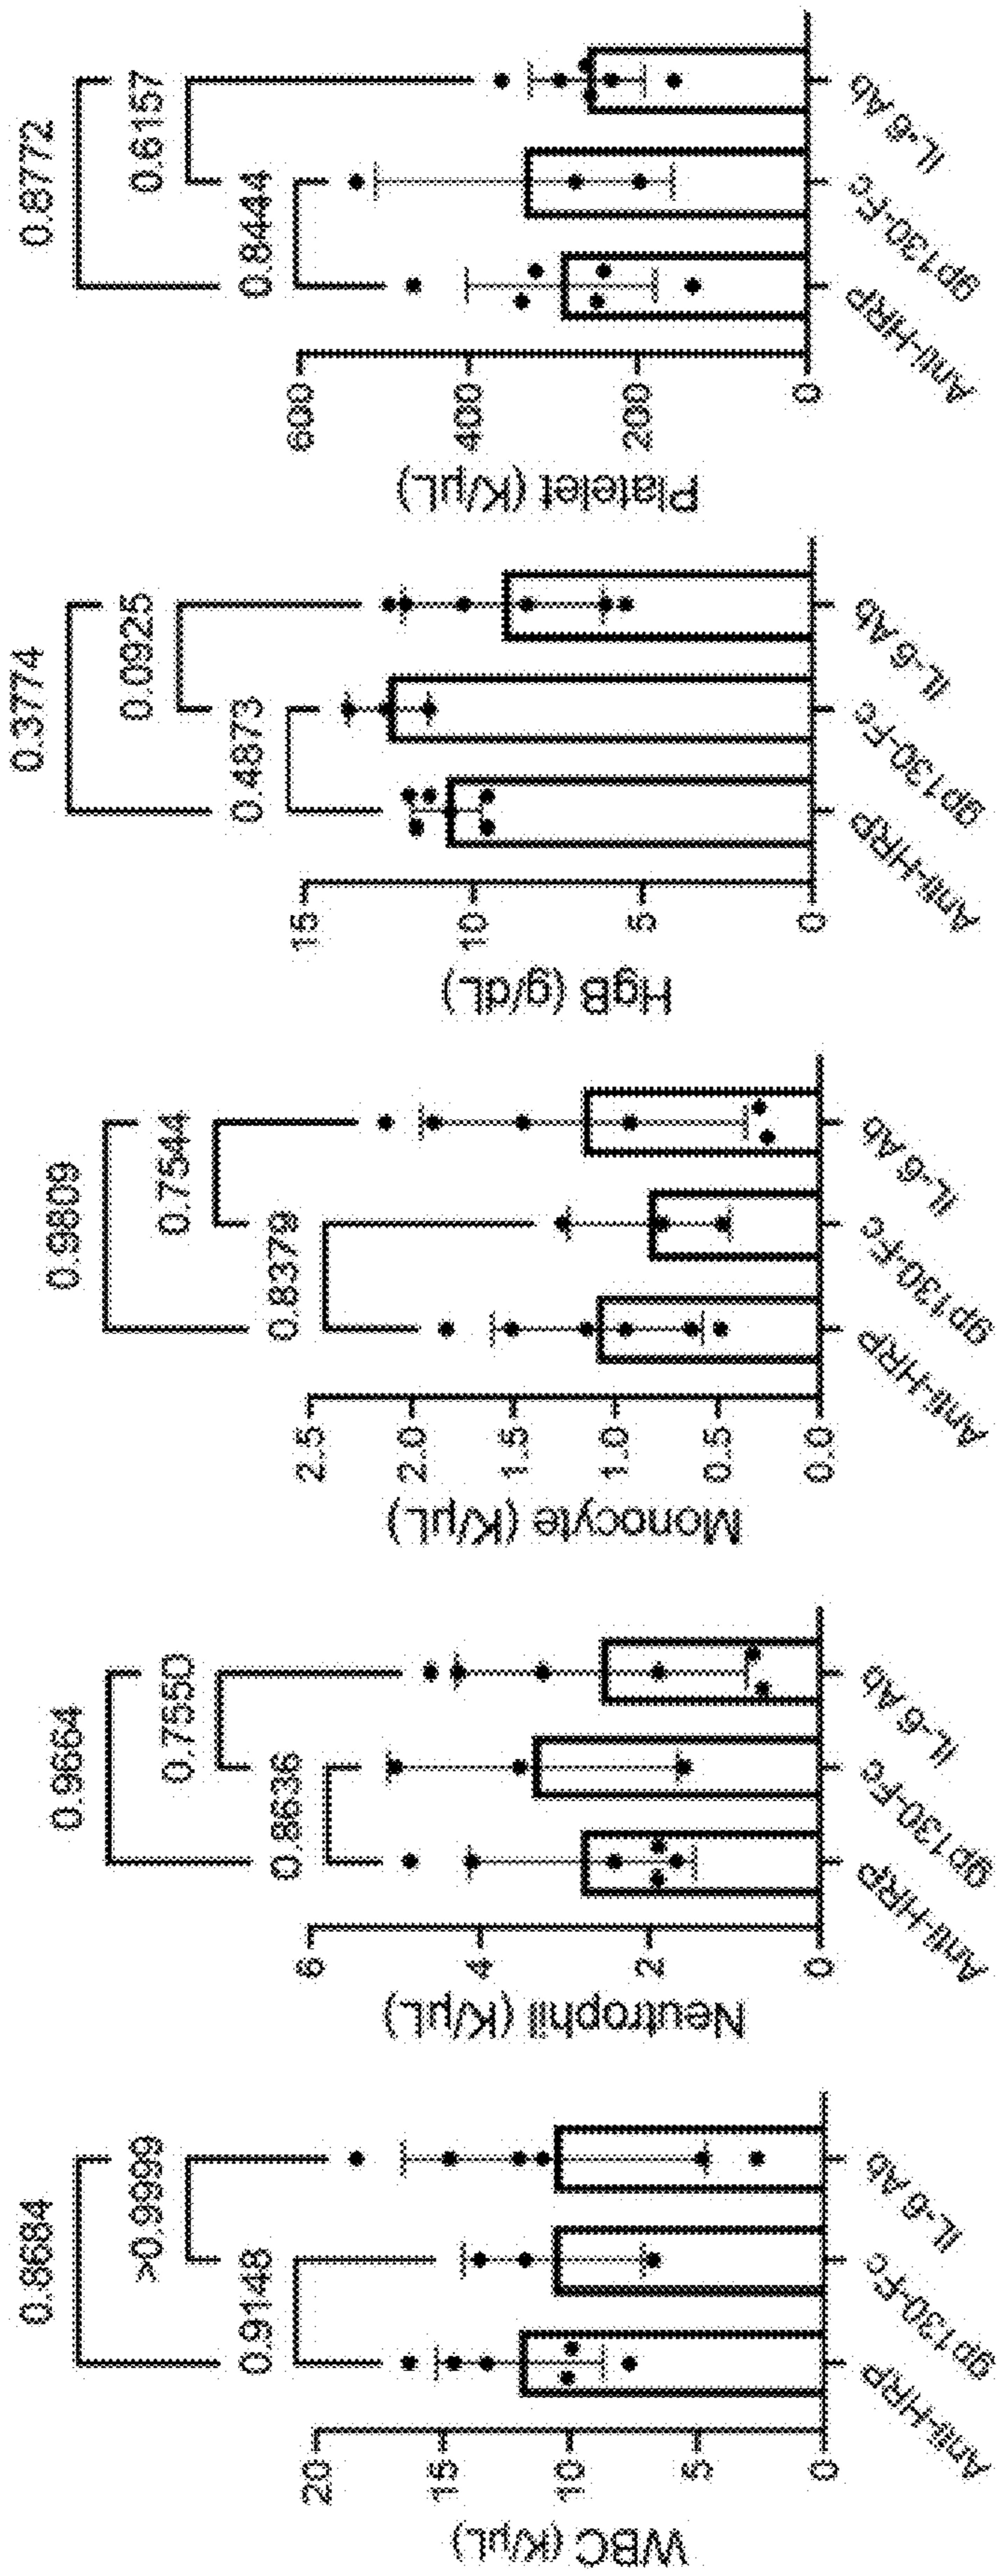 0.8684
>0.9999
0.9148
20
15
10
5
0
WBC (K/µL)
Anti-HRP
gp130-Fc
IL-6 Ab
0.9664
0.7550
0.8636
6
4
2
0
Neutrophil (K/µL)
Anti-HRP
gp130-Fc
IL-6 Ab
0.9809
0.7544
0.8379
2.5
2.0
1.5
1.0
0.5
0.0
Monocyte (K/µL)
Anti-HRP
gp130-Fc
IL-6 Ab
0.3774
0.0925
0.4873
15
10
5
0
HgB (g/dL)
Anti-HRP
gp130-Fc
IL-6 Ab
0.8772
0.6157
0.8444
600
400
200
0
Platelet (K/µL)
Anti-HRP
gp130-Fc
IL-6 Ab